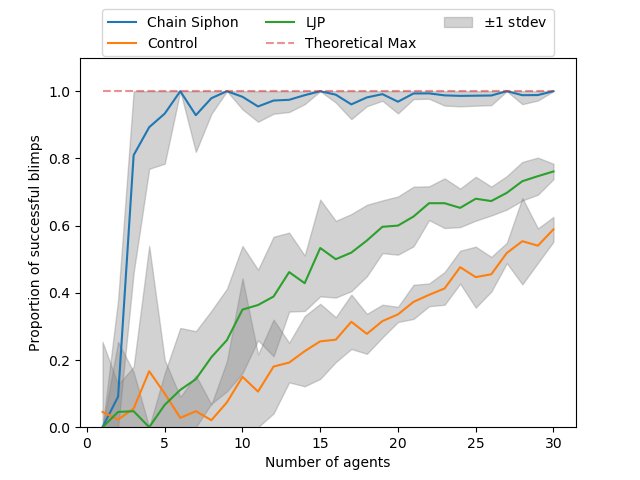 Chain Siphon
Control
LJP
Theoretical Max
±1 stdev
Proportion of successful blimps
1.0
0.8
0.6
0.4
0.2
0.0
0
5
10
15
20
25
30
Number of agents